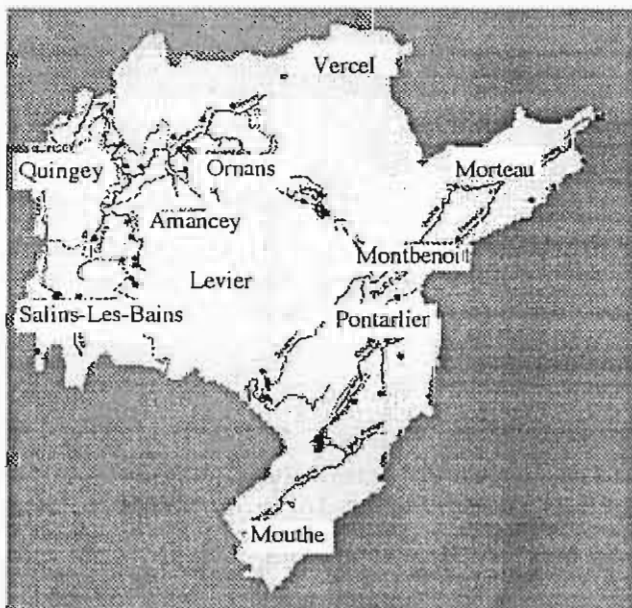 Vercel
Quingey
Ornans
Morteau
Amancey
Montbenoit
Levier
Salins-Les-Bains
Pontarlier
Mouthe